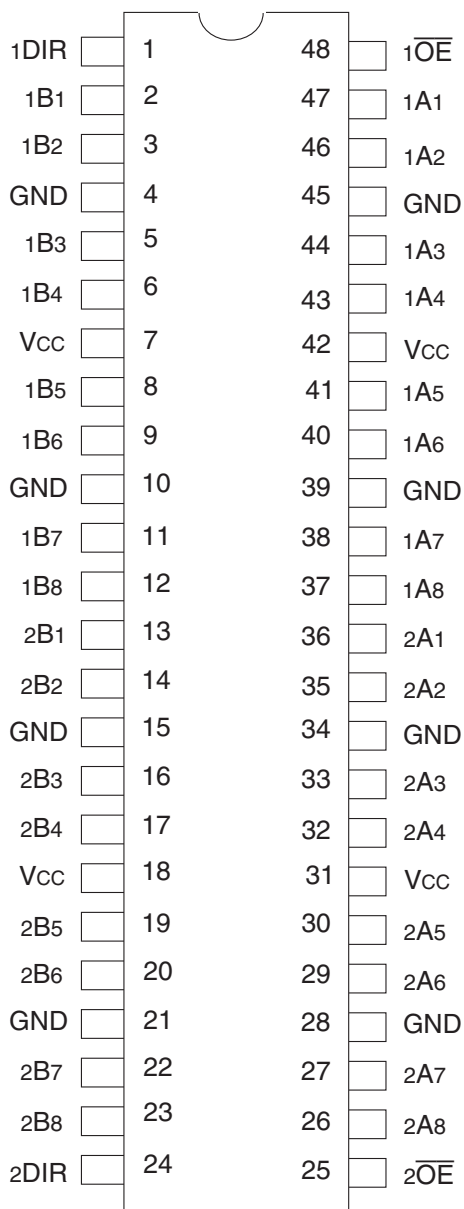 1DIR 1 48 1O̅E̅
1B1 2 47 1A1
1B2 3 46 1A2
GND 4 45 GND
1B3 5 44 1A3
1B4 6 43 1A4
VCC 7 42 VCC
1B5 8 41 1A5
1B6 9 40 1A6
GND 10 39 GND
1B7 11 38 1A7
1B8 12 37 1A8
2B1 13 36 2A1
2B2 14 35 2A2
GND 15 34 GND
2B3 16 33 2A3
2B4 17 32 2A4
VCC 18 31 VCC
2B5 19 30 2A5
2B6 20 29 2A6
GND 21 28 GND
2B7 22 27 2A7
2B8 23 26 2A8
2DIR 24 25 2O̅E̅